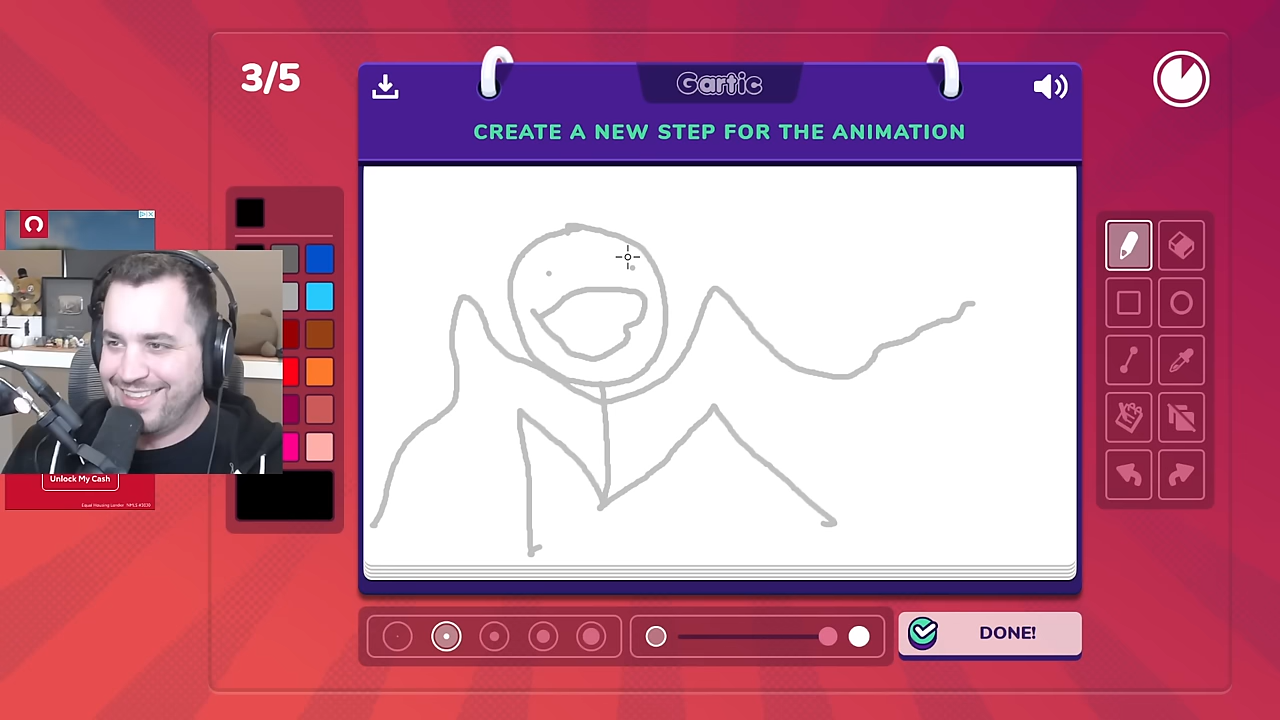 3/5
Gartic
CREATE A NEW STEP FOR THE ANIMATION
Unlock My Cash
DONE!